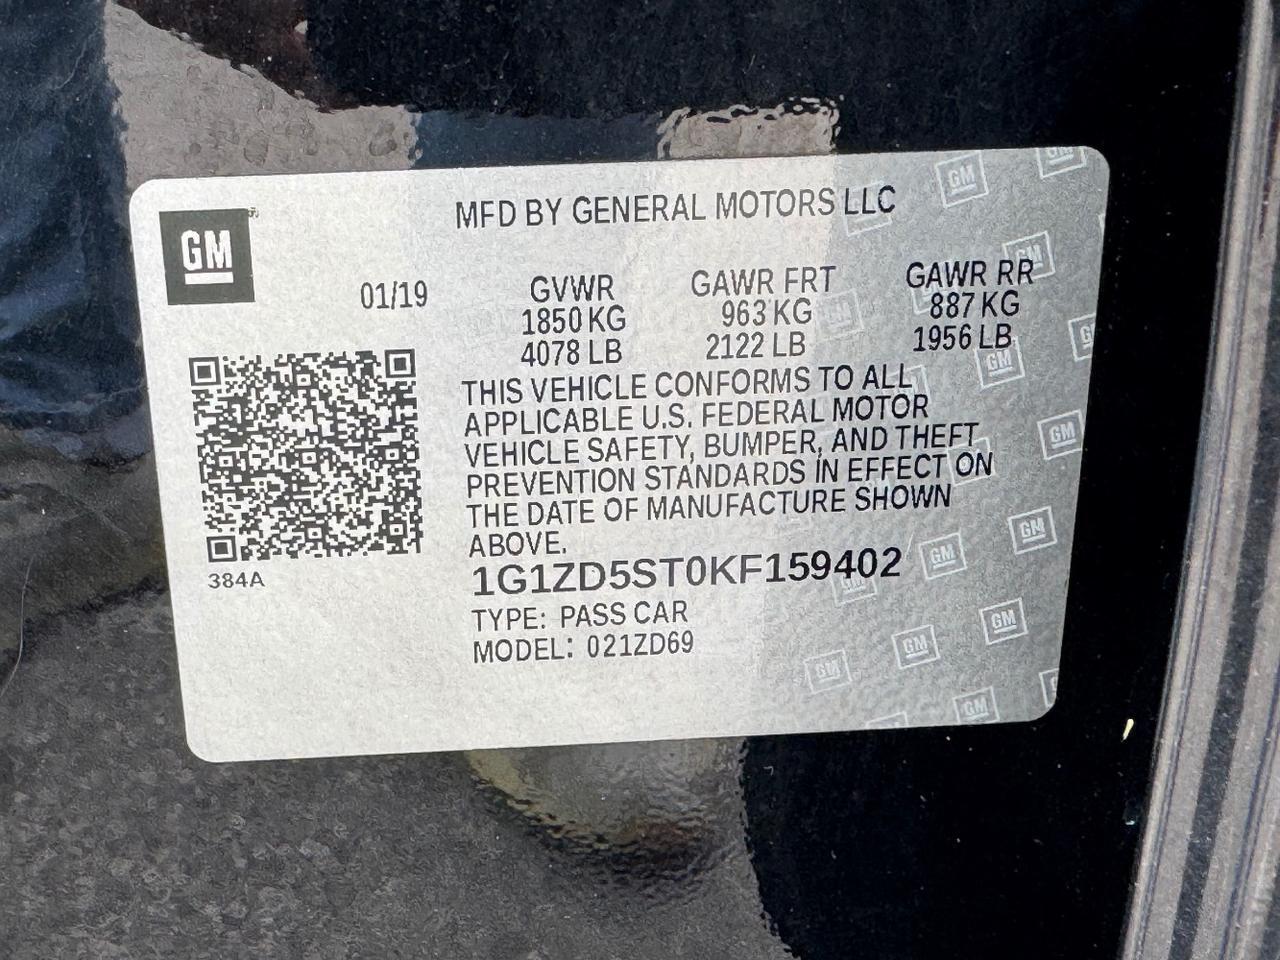 GM
MFD BY GENERAL MOTORS LLC
01/19 GVWR GAWR FRT GAWR RR
1850 KG 963 KG 887 KG
4078 LB 2122 LB 1956 LB
THIS VEHICLE CONFORMS TO ALL
APPLICABLE U.S. FEDERAL MOTOR
VEHICLE SAFETY, BUMPER, AND THEFT
PREVENTION STANDARDS IN EFFECT ON
THE DATE OF MANUFACTURE SHOWN
ABOVE.
384A
1G1ZD5ST0KF159402
TYPE: PASS CAR
MODEL: 021ZD69